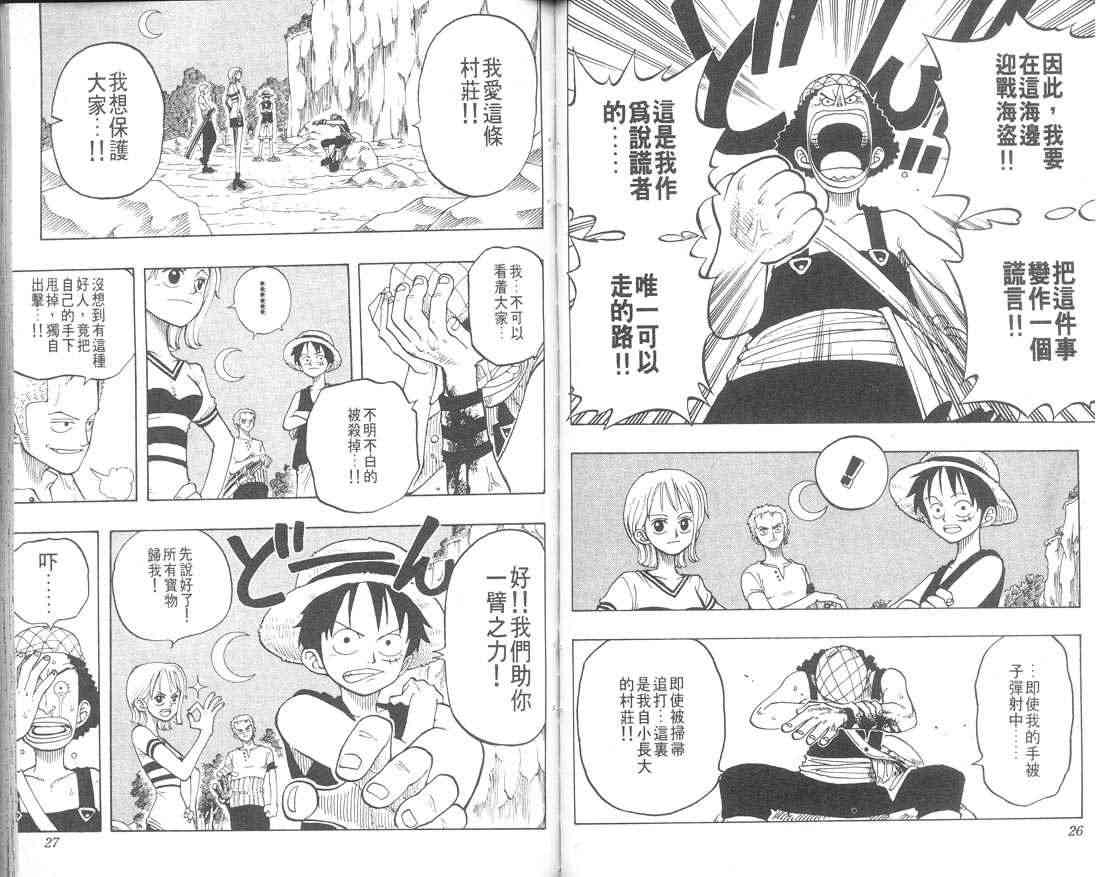 因此，我要
在這海邊
迎戰海盜!!
把這件事
變作一個
謊言!!
這是我作
爲說謊者
的……
唯一可以
走的路!!
!
…即使我的手被
子彈射中……
即使被掃帚
追打…這裏
是我自小長大
的村莊!!
26
我愛這條
村莊!!
我想保護
大家…!!
我…不可以
看着大家…
不明不白的
被殺掉…!!
……
沒想到有這種
好人，竟把
自己的手下
甩掉，獨自
出擊…!!
好!!我們助你
一臂之力！
どーん
先說好了！
所有寶物
歸我！
吓……
27